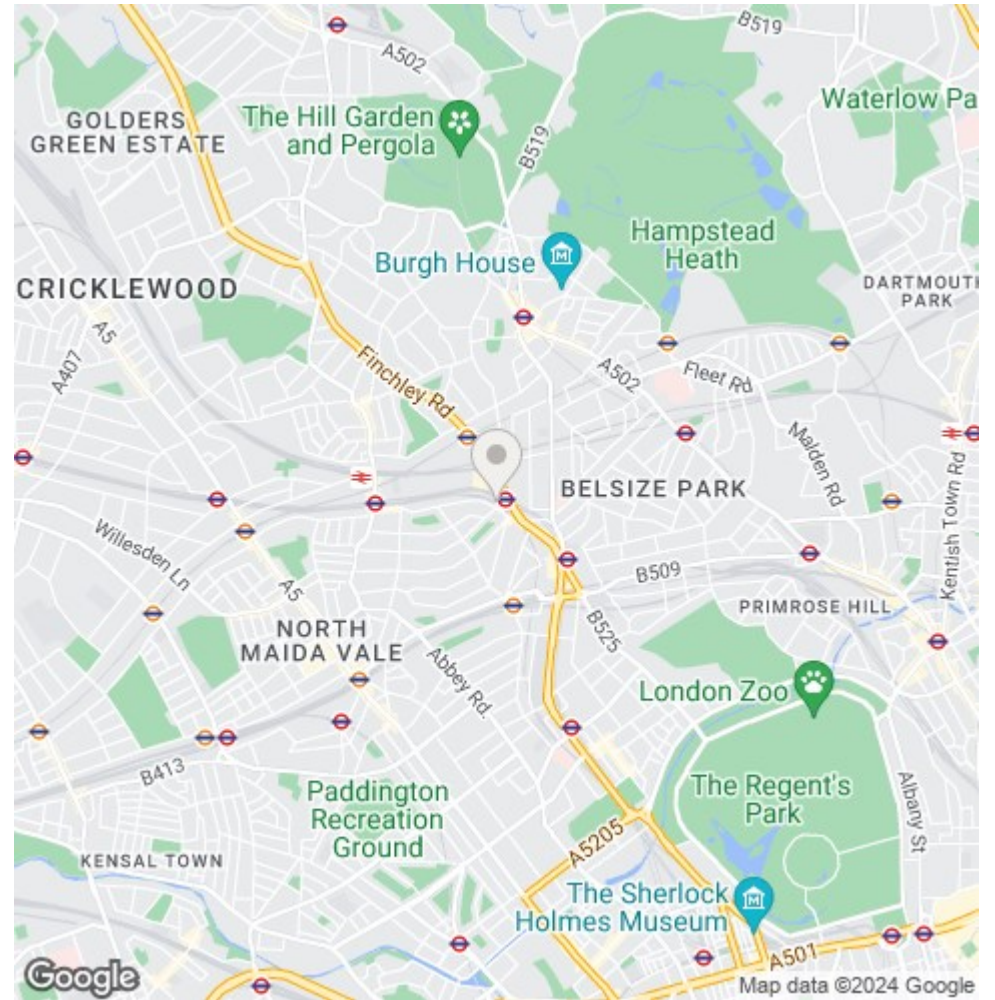 B519
A502
GOLDERS
GREEN ESTATE
The Hill Garden
and Pergola
Waterlow Pa
B519
Hampstead
Heath
Burgh House
CRICKLEWOOD
DARTMOUTH
PARK
A5
A407
Finchley Rd
A502
Fleet Rd
Malden Rd
BELSIZE PARK
Kentish Town Rd
Willesden Ln
A5
B509
PRIMROSE HILL
B525
NORTH
MAIDA VALE
Abbey Rd.
London Zoo
B413
Paddington
Recreation
Ground
The Regent's
Park
Albany St
A5205
KENSAL TOWN
The Sherlock
Holmes Museum
A501
Google
Map data ©2024 Google